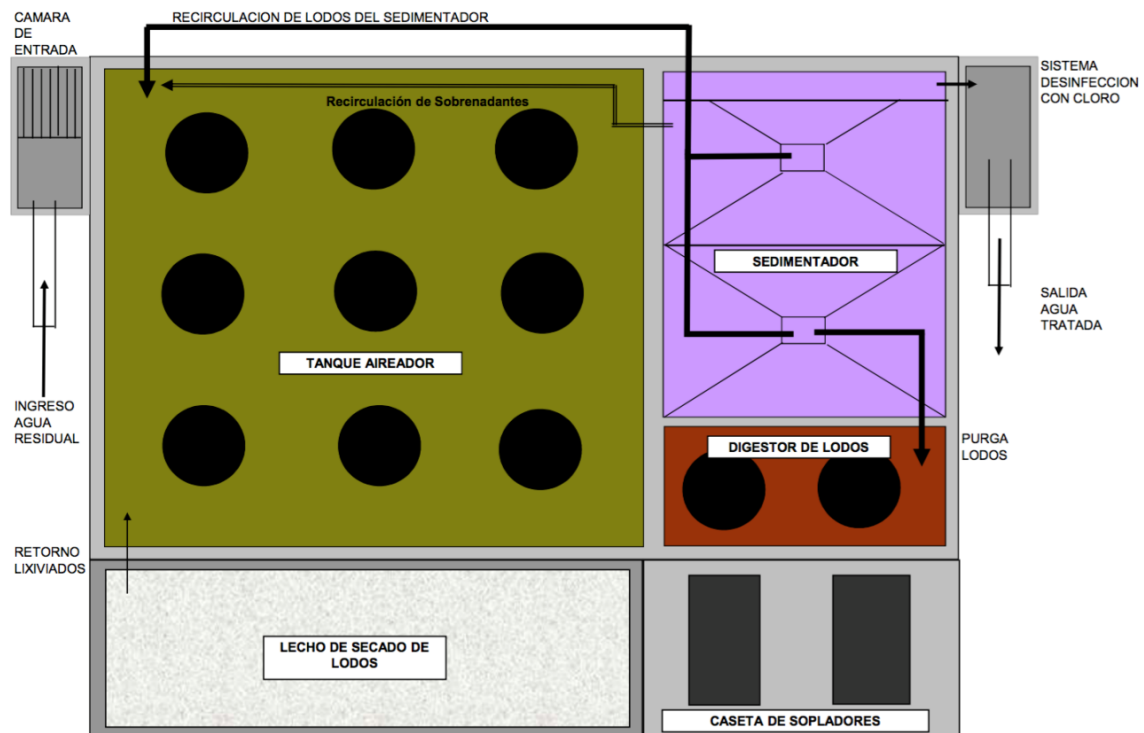 CAMARA
DE
ENTRADA
RECIRCULACION DE LODOS DEL SEDIMENTADOR
SISTEMA
DESINFECCION
CON CLORO
Recirculación de Sobrenadantes
SEDIMENTADOR
SALIDA
AGUA
TRATADA
TANQUE AIREADOR
INGRESO
AGUA
RESIDUAL
DIGESTOR DE LODOS
PURGA
LODOS
RETORNO
LIXIVIADOS
LECHO DE SECADO DE
LODOS
CASETA DE SOPLADORES